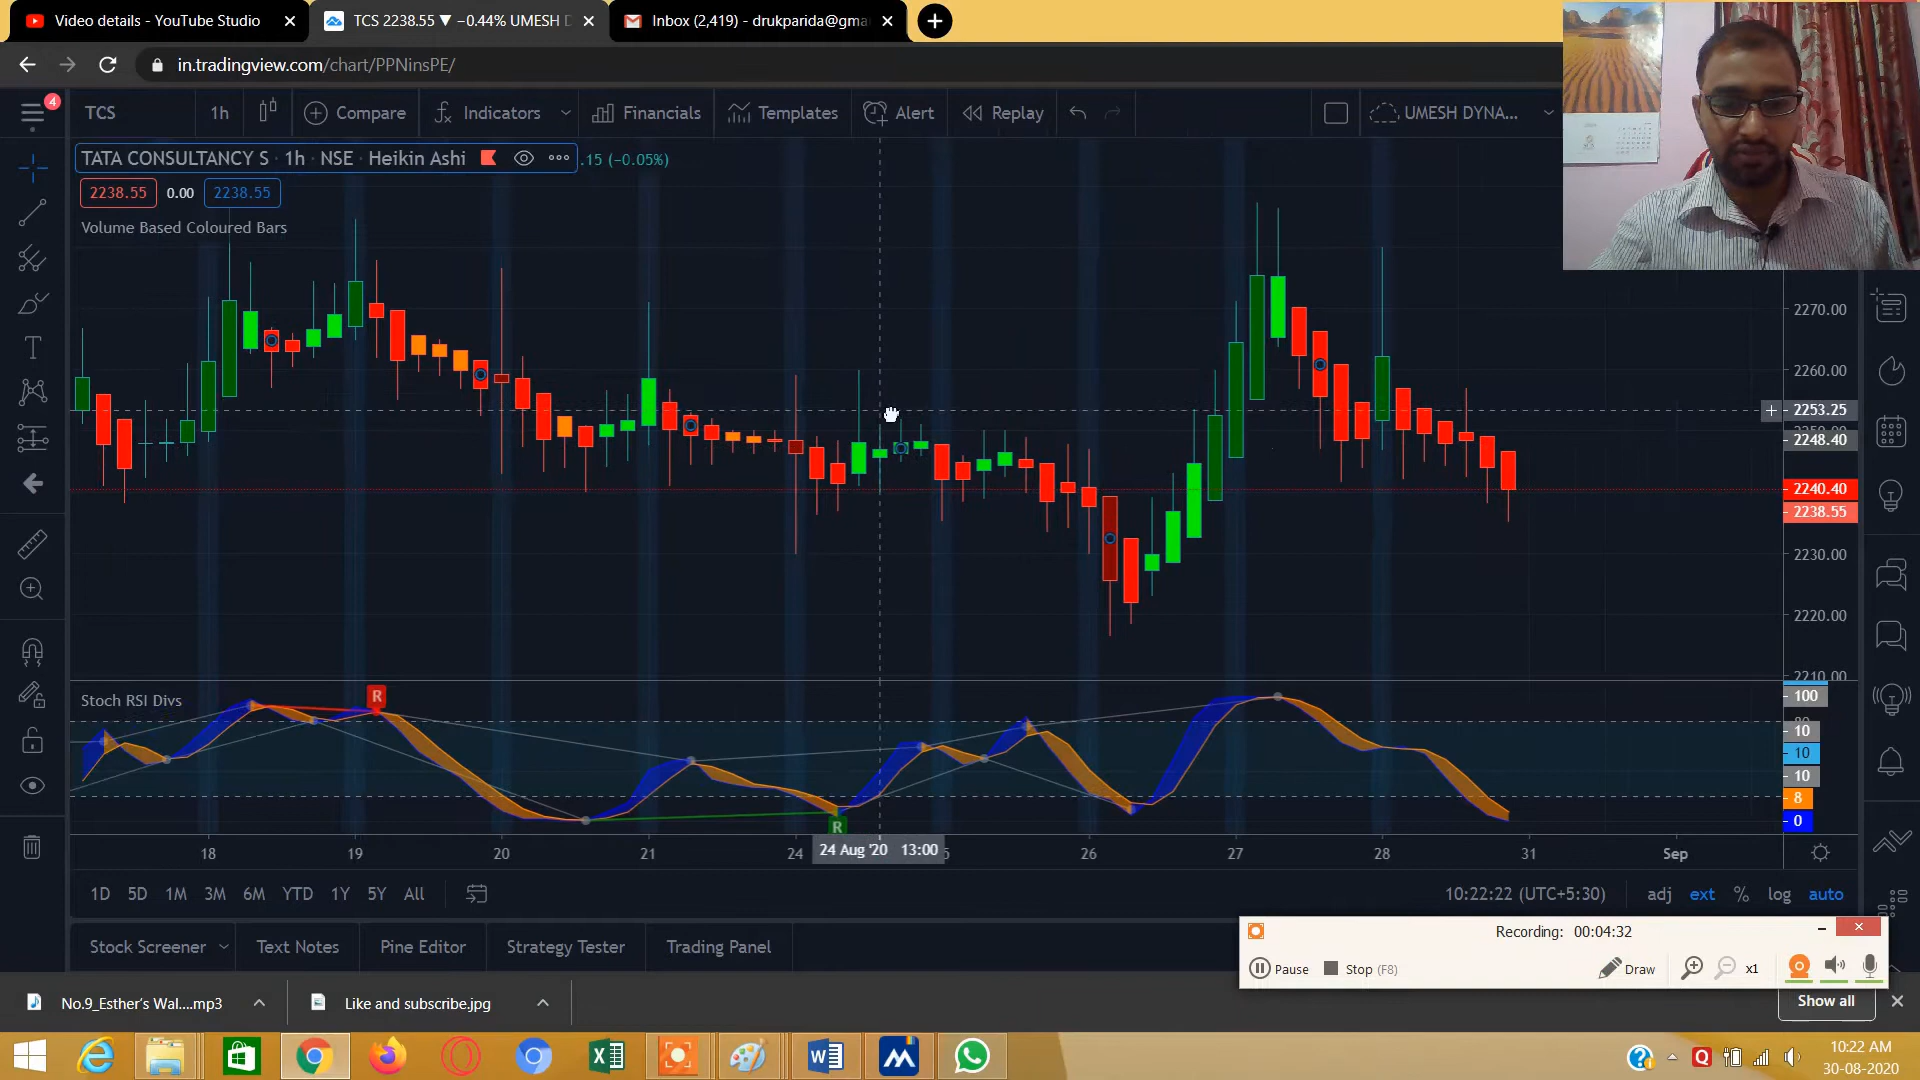 Video details - YouTube Studio
TCS 2238.55 ▼ −0.44% UMESH D
Inbox (2,419) - drukparida@gma
in.tradingview.com/chart/PPNinsPE/
4
TCS
1h
Compare
Indicators
Financials
Templates
Alert
Replay
UMESH DYNA...
TATA CONSULTANCY S · 1h · NSE · Heikin Ashi
.15 (−0.05%)
2238.55
0.00
2238.55
Volume Based Coloured Bars
2270.00
2260.00
2253.25
2248.40
2240.40
2238.55
2230.00
2220.00
2210.00
Stoch RSI Divs
R
R
100
10
10
10
8
0
18
19
20
21
24
24 Aug '20 13:00
26
27
28
31
Sep
1D 5D 1M 3M 6M YTD 1Y 5Y All
10:22:22 (UTC+5:30)
adj
ext
%
log
auto
Stock Screener
Text Notes
Pine Editor
Strategy Tester
Trading Panel
Recording: 00:04:32
Pause
Stop (F8)
Draw
x1
No.9_Esther's Wal....mp3
Like and subscribe.jpg
Show all
10:22 AM
30-08-2020